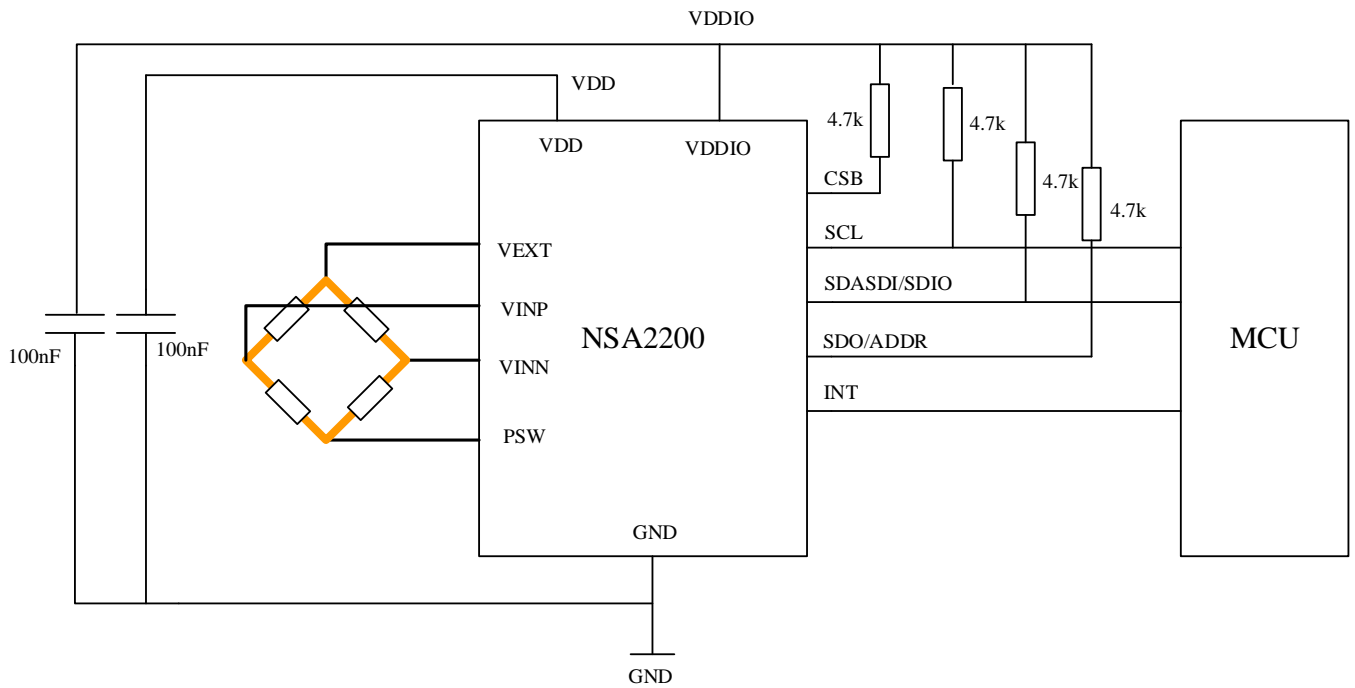 VDDIO
VDD
VDD
VDDIO
4.7k
4.7k
4.7k
4.7k
CSB
SCL
VEXT
SDASDI/SDIO
VINP
NSA2200
MCU
100nF
100nF
VINN
SDO/ADDR
INT
PSW
GND
GND